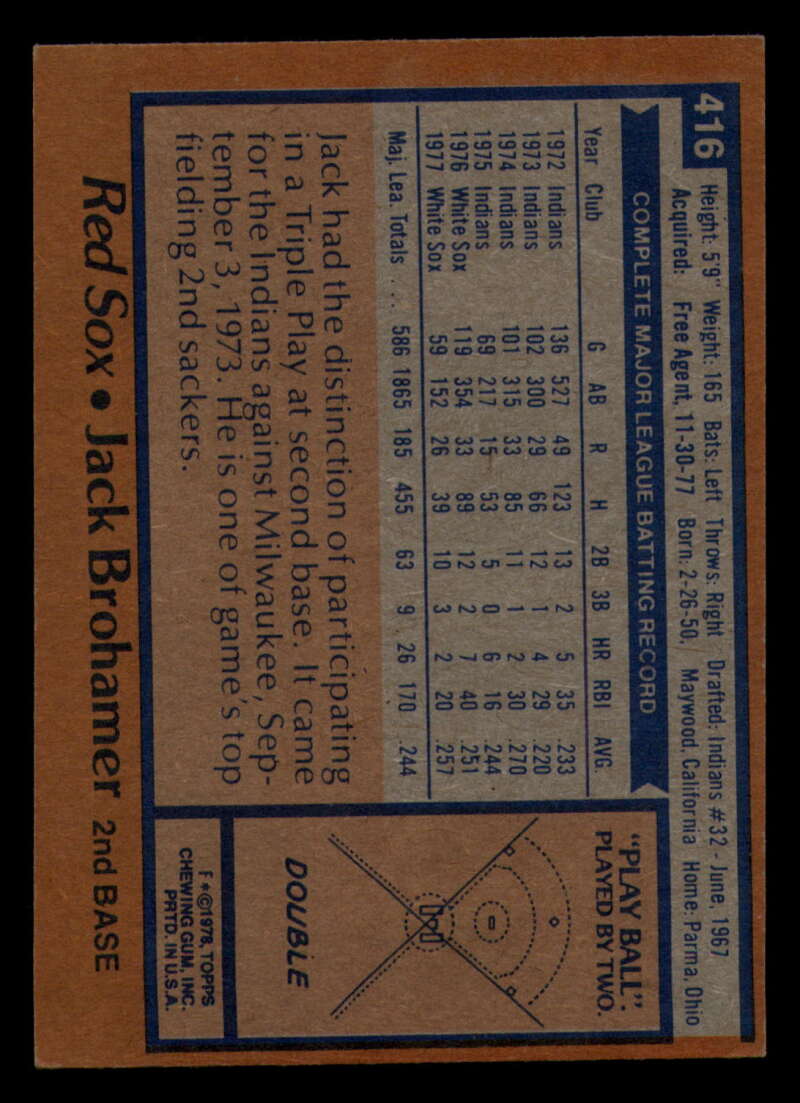 416
Height: 5'9" Weight: 165 Bats: Left Throws: Right Drafted: Indians #32 - June, 1967
Acquired: Free Agent, 11-30-77 Born: 2-26-50, Maywood, California Home: Parma, Ohio
COMPLETE MAJOR LEAGUE BATTING RECORD
Year Club G AB R H 2B 3B HR RBI AVG.
1972 Indians 136 527 49 123 13 2 5 35 .233
1973 Indians 102 300 29 66 12 1 4 29 .220
1974 Indians 101 315 33 85 11 1 2 30 .270
1975 Indians 69 217 15 53 5 0 6 16 .244
1976 White Sox 119 354 33 89 12 2 7 40 .251
1977 White Sox 59 152 26 39 10 3 2 20 .257
Maj. Lea. Totals . . . 586 1865 185 455 63 9 26 170 .244
Jack had the distinction of participating
in a Triple Play at second base. It came
for the Indians against Milwaukee, Sep-
tember 3, 1973. He is one of game's top
fielding 2nd sackers.
"PLAY BALL":
PLAYED BY TWO.
DOUBLE
F*©1978, TOPPS
CHEWING GUM, INC.
PRTD. IN U.S.A.
Red Sox • Jack Brohamer 2nd BASE